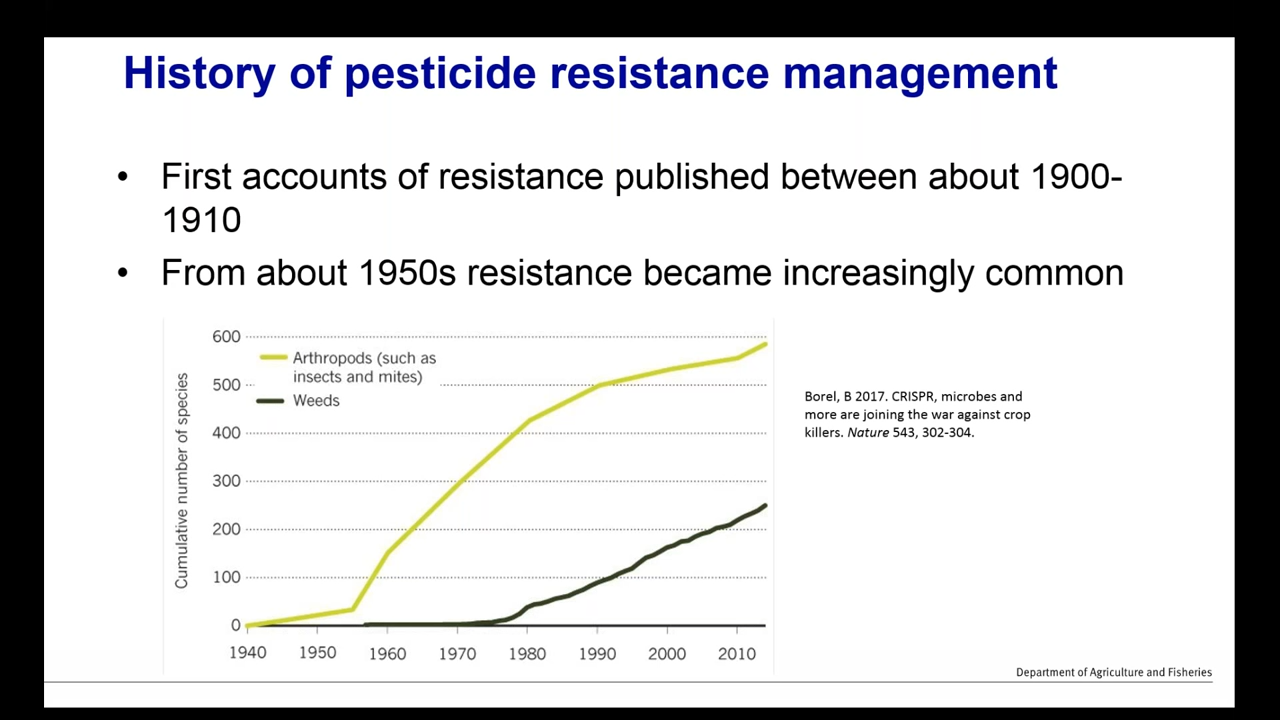 History of pesticide resistance management
• First accounts of resistance published between about 1900-
1910
• From about 1950s resistance became increasingly common
600
500
400
300
200
100
0
Cumulative number of species
Arthropods (such as
insects and mites)
Weeds
1940 1950 1960 1970 1980 1990 2000 2010
Borel, B 2017. CRISPR, microbes and
more are joining the war against crop
killers. Nature 543, 302-304.
Department of Agriculture and Fisheries